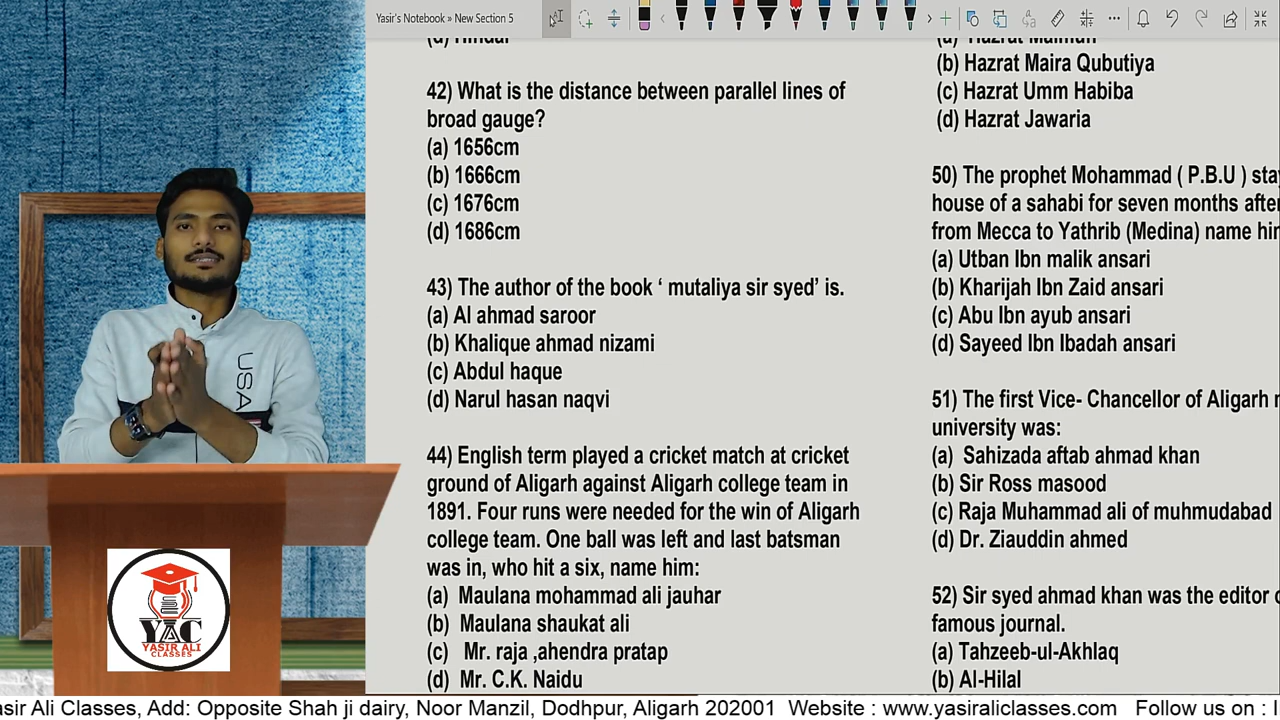 Yasir's Notebook » New Section 5
42) What is the distance between parallel lines of
broad gauge?
(a) 1656cm
(b) 1666cm
(c) 1676cm
(d) 1686cm
43) The author of the book ‘ mutaliya sir syed’ is.
(a) Al ahmad saroor
(b) Khalique ahmad nizami
(c) Abdul haque
(d) Narul hasan naqvi
44) English term played a cricket match at cricket
ground of Aligarh against Aligarh college team in
1891. Four runs were needed for the win of Aligarh
college team. One ball was left and last batsman
was in, who hit a six, name him:
(a) Maulana mohammad ali jauhar
(b) Maulana shaukat ali
(c) Mr. raja ,ahendra pratap
(d) Mr. C.K. Naidu
(b) Hazrat Maira Qubutiya
(c) Hazrat Umm Habiba
(d) Hazrat Jawaria
50) The prophet Mohammad ( P.B.U ) sta
house of a sahabi for seven months after
from Mecca to Yathrib (Medina) name hi
(a) Utban Ibn malik ansari
(b) Kharijah Ibn Zaid ansari
(c) Abu Ibn ayub ansari
(d) Sayeed Ibn Ibadah ansari
51) The first Vice- Chancellor of Aligarh
university was:
(a) Sahizada aftab ahmad khan
(b) Sir Ross masood
(c) Raja Muhammad ali of muhmudabad
(d) Dr. Ziauddin ahmed
52) Sir syed ahmad khan was the editor
famous journal.
(a) Tahzeeb-ul-Akhlaq
(b) Al-Hilal
USA
YAC
YASIR ALI
CLASSES
asir Ali Classes, Add: Opposite Shah ji dairy, Noor Manzil, Dodhpur, Aligarh 202001 Website : www.yasiraliclasses.com Follow us on :